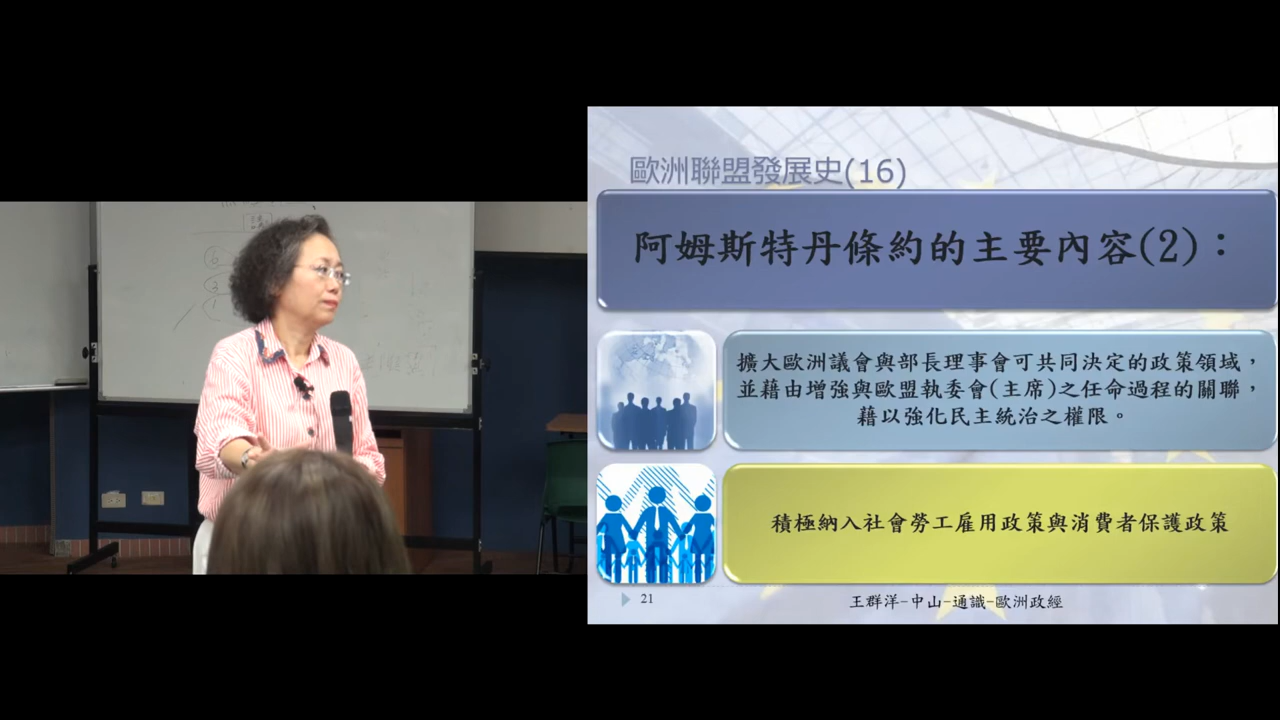 歐洲聯盟發展史(16)
阿姆斯特丹條約的主要內容(2)：
擴大歐洲議會與部長理事會可共同決定的政策領域，
並藉由增強與歐盟執委會(主席)之任命過程的關聯，
藉以強化民主統治之權限。
積極納入社會勞工雇用政策與消費者保護政策
21
王群洋-中山-通識-歐洲政經